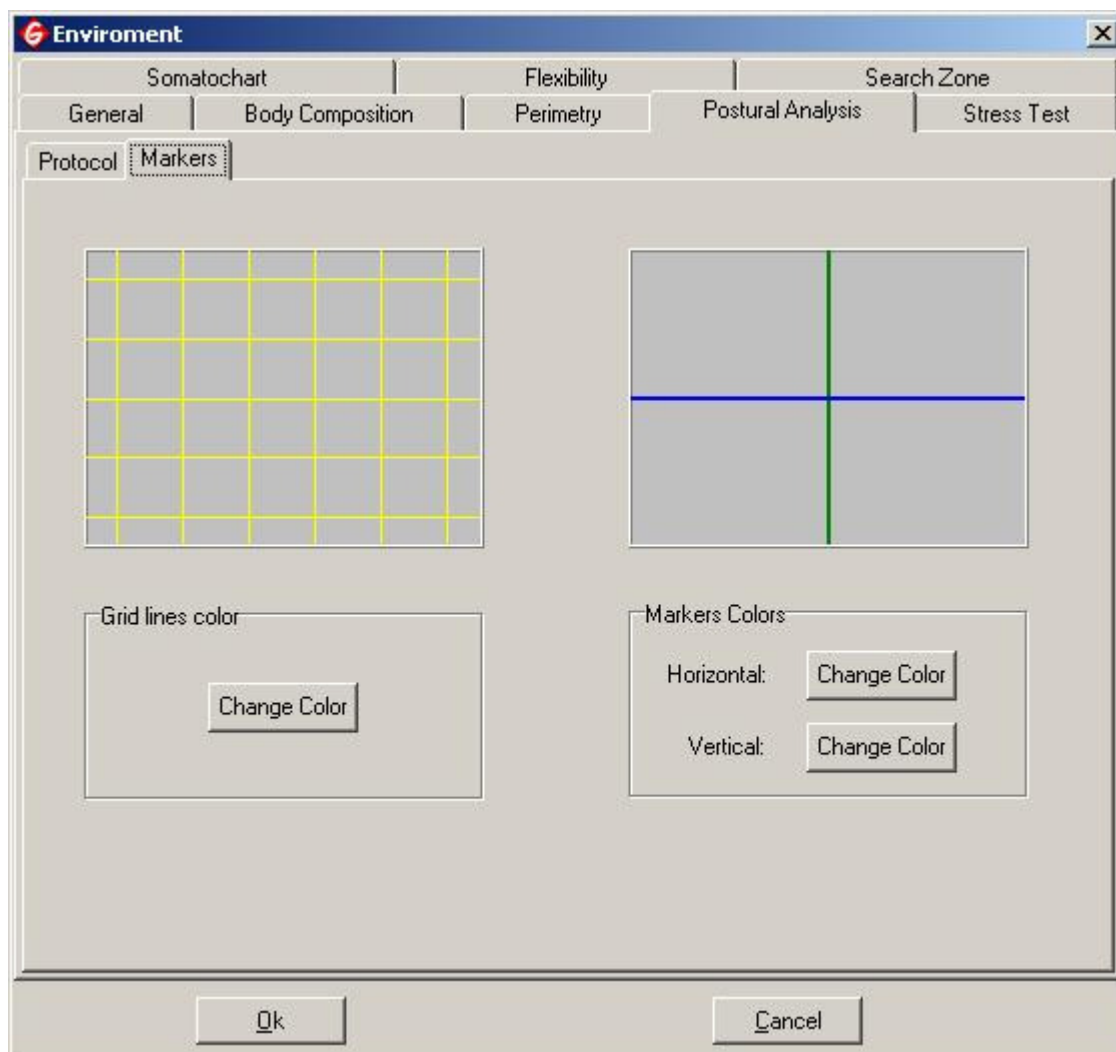 Enviroment
Somatochart Flexibility Search Zone
General Body Composition Perimetry Postural Analysis Stress Test
Protocol Markers
Grid lines color
Change Color
Markers Colors
Horizontal: Change Color
Vertical: Change Color
Ok Cancel